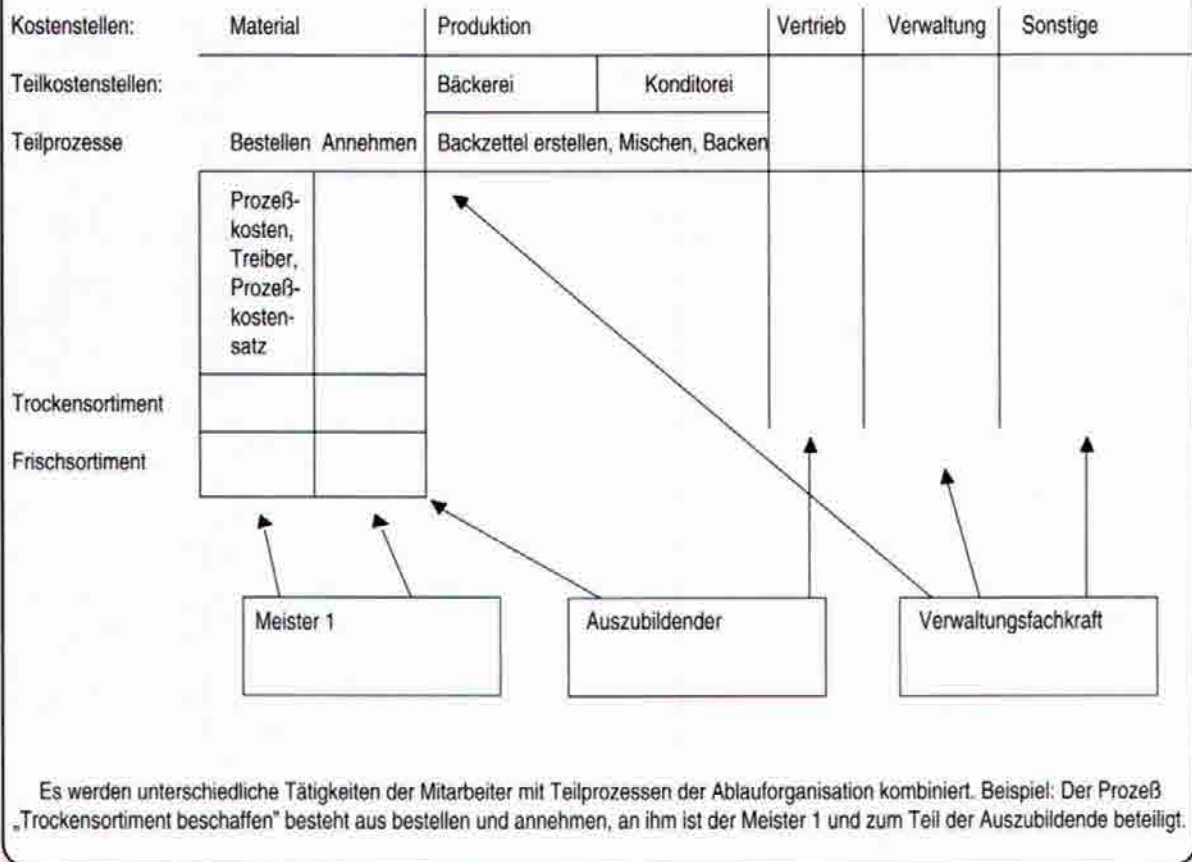 Kostenstellen: Material Produktion Vertrieb Verwaltung Sonstige
Teilkostenstellen: Bäckerei Konditorei
Teilprozesse Bestellen Annehmen Backzettel erstellen, Mischen, Backen
Prozeß-
kosten,
Treiber,
Prozeß-
kosten-
satz
Trockensortiment
Frischsortiment
Meister 1 Auszubildender Verwaltungsfachkraft
Es werden unterschiedliche Tätigkeiten der Mitarbeiter mit Teilprozessen der Ablauforganisation kombiniert. Beispiel: Der Prozeß
„Trockensortiment beschaffen" besteht aus bestellen und annehmen, an ihm ist der Meister 1 und zum Teil der Auszubildende beteiligt.